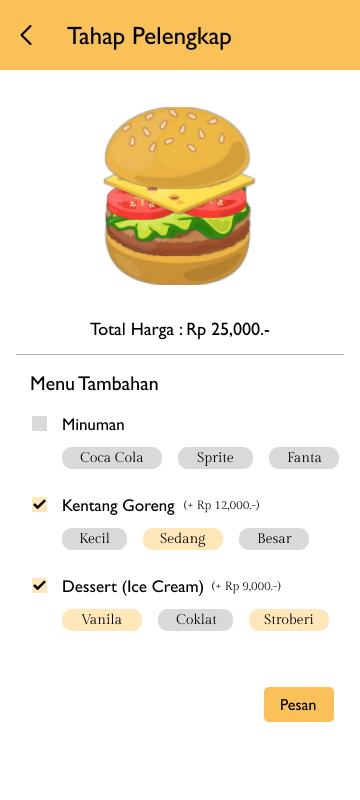 Tahap Pelengkap
Total Harga : Rp 25,000.-
Menu Tambahan
Minuman
Coca Cola Sprite Fanta
Kentang Goreng (+ Rp 12,000.-)
Kecil Sedang Besar
Dessert (Ice Cream) (+ Rp 9,000.-)
Vanila Coklat Stroberi
Pesan